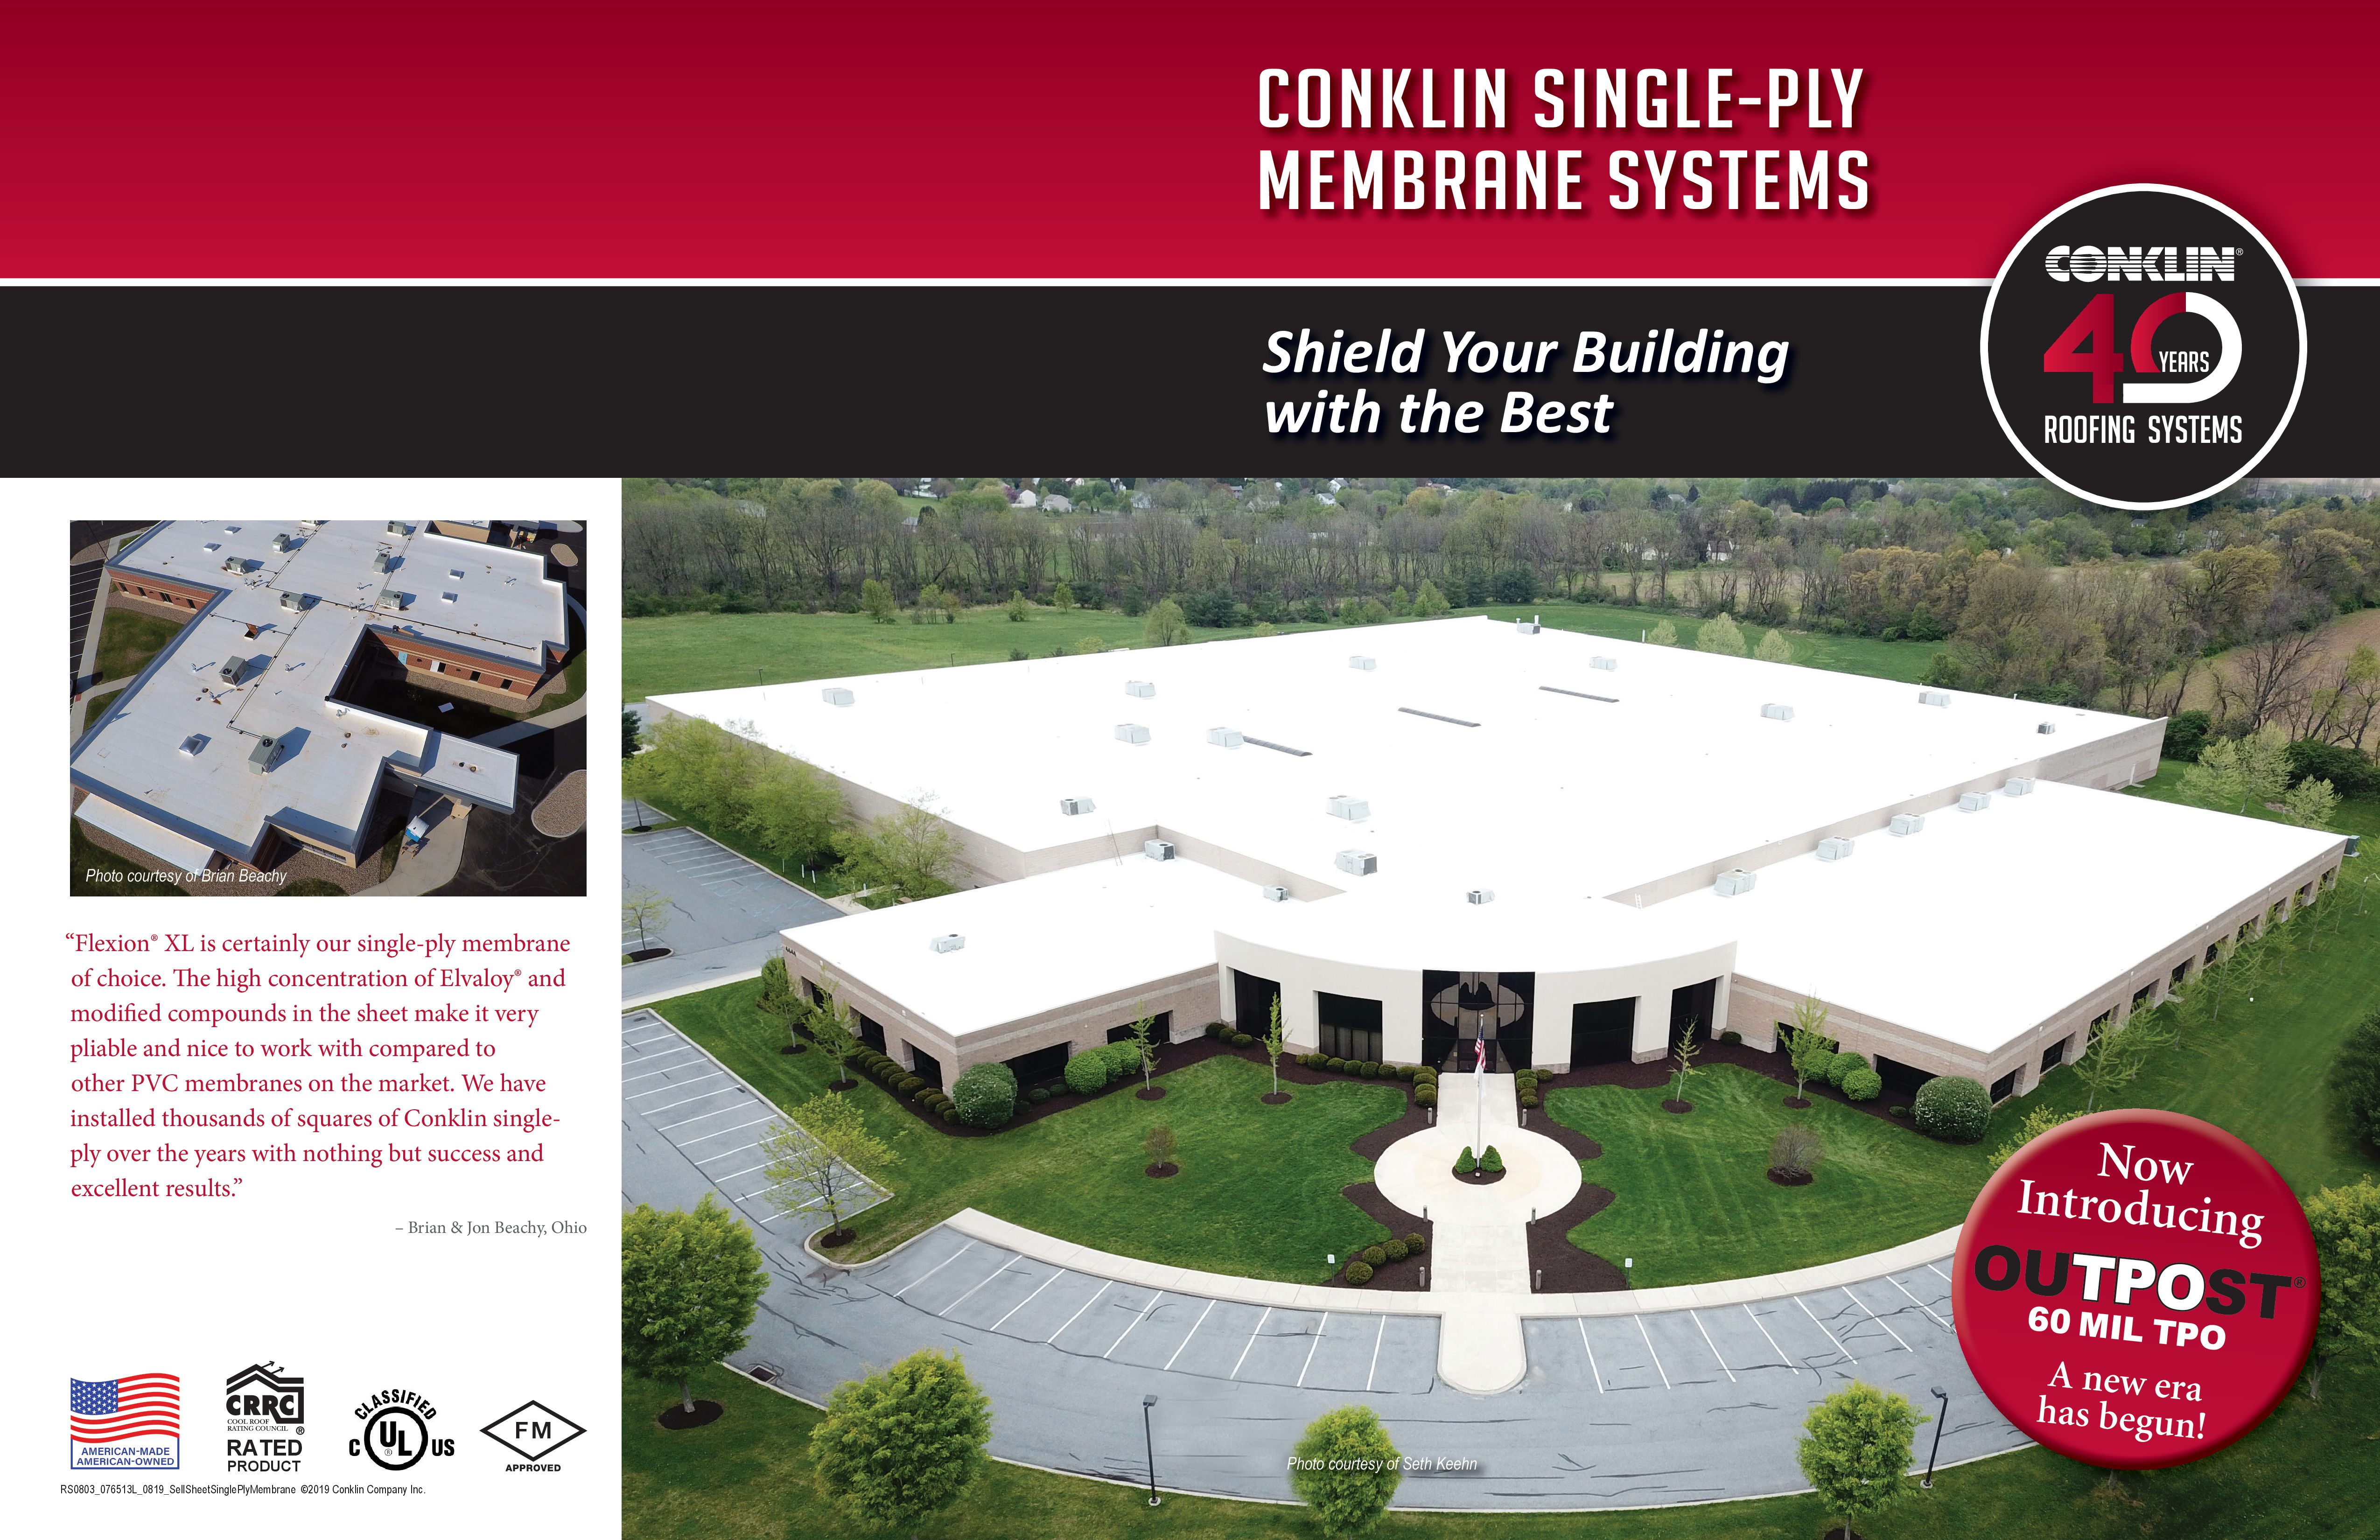 CONKLIN SINGLE-PLY
MEMBRANE SYSTEMS
CONKLIN®
40
YEARS
ROOFING SYSTEMS
Shield Your Building
with the Best
Photo courtesy of Brian Beachy
“Flexion® XL is certainly our single-ply membrane
of choice. The high concentration of Elvaloy® and
modified compounds in the sheet make it very
pliable and nice to work with compared to
other PVC membranes on the market. We have
installed thousands of squares of Conklin single-
ply over the years with nothing but success and
excellent results.”
– Brian & Jon Beachy, Ohio
AMERICAN-MADE
AMERICAN-OWNED
CRRC
COOL ROOF
RATING COUNCIL ®
RATED
PRODUCT
CLASSIFIED
C UL US
®
FM
APPROVED
RS0803_076513L_0819_SellSheetSinglePlyMembrane ©2019 Conklin Company Inc.
Now
Introducing
OUTPOST®
60 MIL TPO
A new era
has begun!
Photo courtesy of Seth Keehn